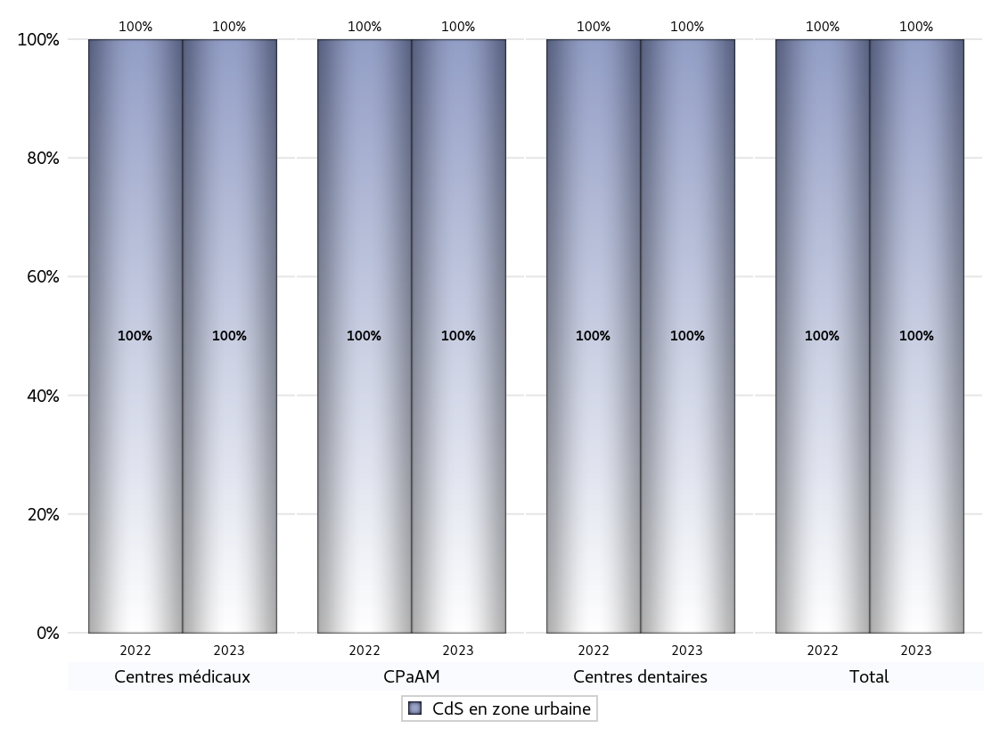 100% 100% 100% 100% 100% 100% 100% 100%
100%
80%
60%
100% 100% 100% 100% 100% 100% 100% 100%
40%
20%
0%
2022 2023 2022 2023 2022 2023 2022 2023
Centres médicaux CPaAM Centres dentaires Total
CdS en zone urbaine